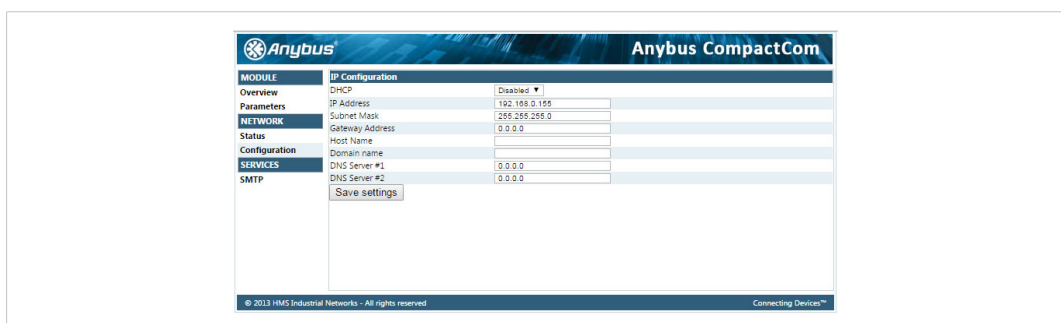 Anybus®
Anybus CompactCom
MODULE
Overview
Parameters
NETWORK
Status
Configuration
SERVICES
SMTP
IP Configuration
DHCP Disabled ▼
IP Address 192.168.0.155
Subnet Mask 255.255.255.0
Gateway Address 0.0.0.0
Host Name
Domain name
DNS Server #1 0.0.0.0
DNS Server #2 0.0.0.0
Save settings
© 2013 HMS Industrial Networks - All rights reserved
Connecting Devices™